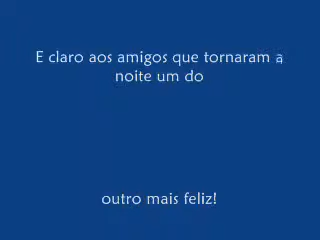 E claro aos amigos que tornaram a
noite um do
outro mais feliz!